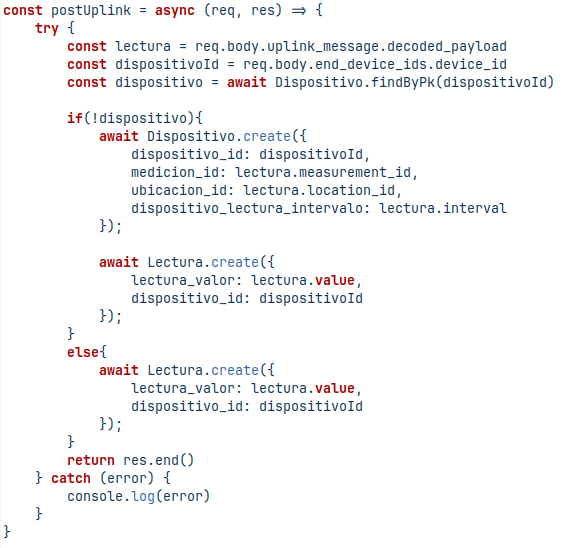 const postUplink = async (req, res) => {
    try {
        const lectura = req.body.uplink_message.decoded_payload
        const dispositivoId = req.body.end_device_ids.device_id
        const dispositivo = await Dispositivo.findByPk(dispositivoId)

        if(!dispositivo){
            await Dispositivo.create({
                dispositivo_id: dispositivoId,
                medicion_id: lectura.measurement_id,
                ubicacion_id: lectura.location_id,
                dispositivo_lectura_intervalo: lectura.interval
            });

            await Lectura.create({
                lectura_valor: lectura.value,
                dispositivo_id: dispositivoId
            });
        }
        else{
            await Lectura.create({
                lectura_valor: lectura.value,
                dispositivo_id: dispositivoId
            });
        }
        return res.end()
    } catch (error) {
        console.log(error)
    }
}